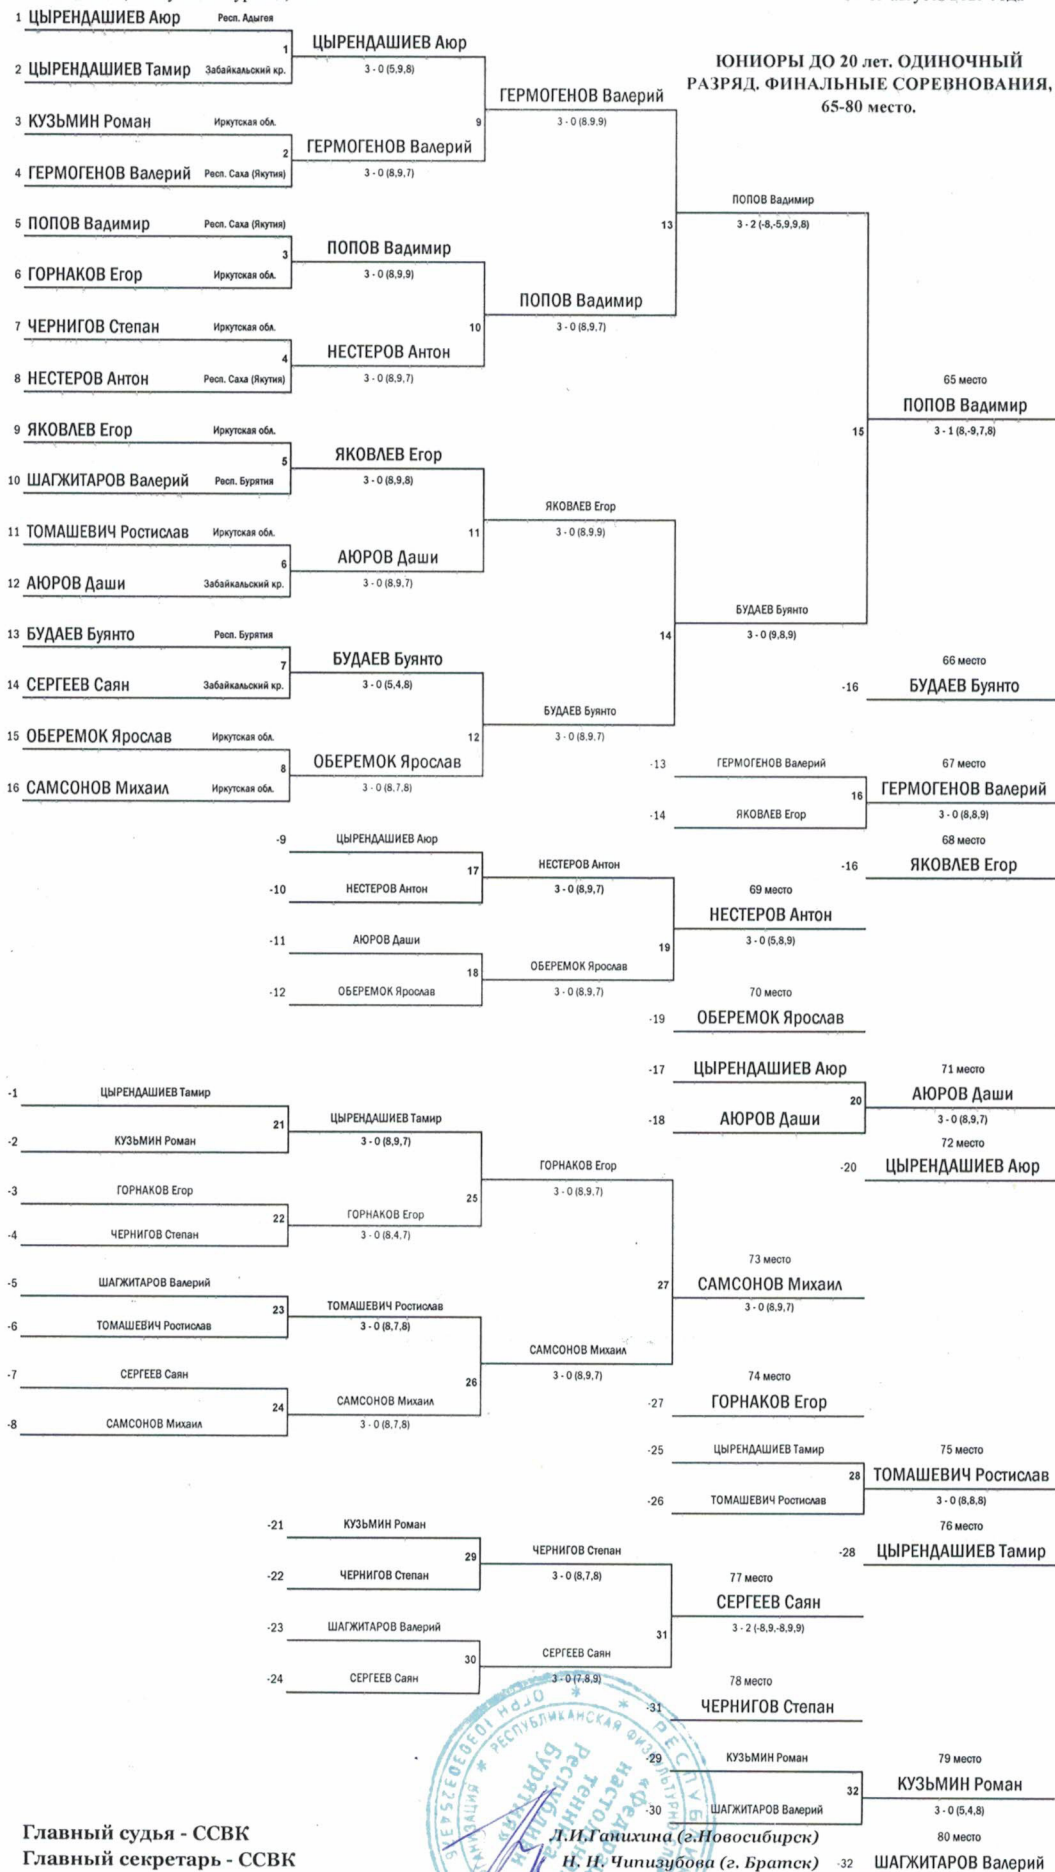 ЮНИОРЫ ДО 20 лет. ОДИНОЧНЫЙ
РАЗРЯД. ФИНАЛЬНЫЕ СОРЕВНОВАНИЯ,
65-80 место.
1 ЦЫРЕНДАШИЕВ Аюр Респ. Адыгея
1 ЦЫРЕНДАШИЕВ Аюр
2 ЦЫРЕНДАШИЕВ Тамир Забайкальский кр. 3 - 0 (5,9,8)
9 ГЕРМОГЕНОВ Валерий
3 - 0 (8,9,9)
3 КУЗЬМИН Роман Иркутская обл.
2 ГЕРМОГЕНОВ Валерий
4 ГЕРМОГЕНОВ Валерий Респ. Саха (Якутия) 3 - 0 (8,9,7)
13 ПОПОВ Вадимир
3 - 2 (-8,-5,9,9,8)
5 ПОПОВ Вадимир Респ. Саха (Якутия)
3 ПОПОВ Вадимир
6 ГОРНАКОВ Егор Иркутская обл. 3 - 0 (8,9,9)
10 ПОПОВ Вадимир
3 - 0 (8,9,7)
7 ЧЕРНИГОВ Степан Иркутская обл.
4 НЕСТЕРОВ Антон
8 НЕСТЕРОВ Антон Респ. Саха (Якутия) 3 - 0 (8,9,7)
65 место
15 ПОПОВ Вадимир
3 - 1 (8,-9,7,8)
9 ЯКОВЛЕВ Егор Иркутская обл.
5 ЯКОВЛЕВ Егор
10 ШАГЖИТАРОВ Валерий Респ. Бурятия 3 - 0 (8,9,8)
11 ЯКОВЛЕВ Егор
3 - 0 (8,9,9)
11 ТОМАШЕВИЧ Ростислав Иркутская обл.
6 АЮРОВ Даши
12 АЮРОВ Даши Забайкальский кр. 3 - 0 (8,9,7)
14 БУДАЕВ Буянто
3 - 0 (9,8,9)
13 БУДАЕВ Буянто Респ. Бурятия
7 БУДАЕВ Буянто
14 СЕРГЕЕВ Саян Забайкальский кр. 3 - 0 (5,4,8)
66 место
-16 БУДАЕВ Буянто
12 БУДАЕВ Буянто
3 - 0 (8,9,7)
15 ОБЕРЕМОК Ярослав Иркутская обл.
8 ОБЕРЕМОК Ярослав
16 САМСОНОВ Михаил Иркутская обл. 3 - 0 (8,7,8)
-13 ГЕРМОГЕНОВ Валерий 67 место
16 ГЕРМОГЕНОВ Валерий
-14 ЯКОВЛЕВ Егор 3 - 0 (8,8,9)
68 место
-16 ЯКОВЛЕВ Егор
-9 ЦЫРЕНДАШИЕВ Аюр
17 НЕСТЕРОВ Антон
-10 НЕСТЕРОВ Антон 3 - 0 (8,9,7)
69 место
19 НЕСТЕРОВ Антон
3 - 0 (5,8,9)
-11 АЮРОВ Даши
18 ОБЕРЕМОК Ярослав
-12 ОБЕРЕМОК Ярослав 3 - 0 (8,9,7)
70 место
-19 ОБЕРЕМОК Ярослав
-17 ЦЫРЕНДАШИЕВ Аюр 71 место
20 АЮРОВ Даши
-18 АЮРОВ Даши 3 - 0 (8,9,7)
72 место
-20 ЦЫРЕНДАШИЕВ Аюр
-1 ЦЫРЕНДАШИЕВ Тамир
21 ЦЫРЕНДАШИЕВ Тамир
-2 КУЗЬМИН Роман 3 - 0 (8,9,7)
25 ГОРНАКОВ Егор
3 - 0 (8,9,7)
-3 ГОРНАКОВ Егор
22 ГОРНАКОВ Егор
-4 ЧЕРНИГОВ Степан 3 - 0 (8,4,7)
73 место
27 САМСОНОВ Михаил
3 - 0 (8,9,7)
-5 ШАГЖИТАРОВ Валерий
23 ТОМАШЕВИЧ Ростислав
-6 ТОМАШЕВИЧ Ростислав 3 - 0 (8,7,8)
26 САМСОНОВ Михаил
3 - 0 (8,9,7)
-7 СЕРГЕЕВ Саян
24 САМСОНОВ Михаил
-8 САМСОНОВ Михаил 3 - 0 (8,7,8)
74 место
-27 ГОРНАКОВ Егор
-25 ЦЫРЕНДАШИЕВ Тамир 75 место
28 ТОМАШЕВИЧ Ростислав
-26 ТОМАШЕВИЧ Ростислав 3 - 0 (8,8,8)
76 место
-28 ЦЫРЕНДАШИЕВ Тамир
-21 КУЗЬМИН Роман
29 ЧЕРНИГОВ Степан
-22 ЧЕРНИГОВ Степан 3 - 0 (8,7,8)
77 место
31 СЕРГЕЕВ Саян
3 - 2 (-8,9,-8,9,9)
-23 ШАГЖИТАРОВ Валерий
30 СЕРГЕЕВ Саян
-24 СЕРГЕЕВ Саян 3 - 0 (7,8,9)
78 место
-31 ЧЕРНИГОВ Степан
-29 КУЗЬМИН Роман 79 место
32 КУЗЬМИН Роман
-30 ШАГЖИТАРОВ Валерий 3 - 0 (5,4,8)
80 место
-32 ШАГЖИТАРОВ Валерий
Главный судья - ССВК Л.И.Ганихина (г.Новосибирск)
Главный секретарь - ССВК Н. Н. Чипизубова (г. Братск)